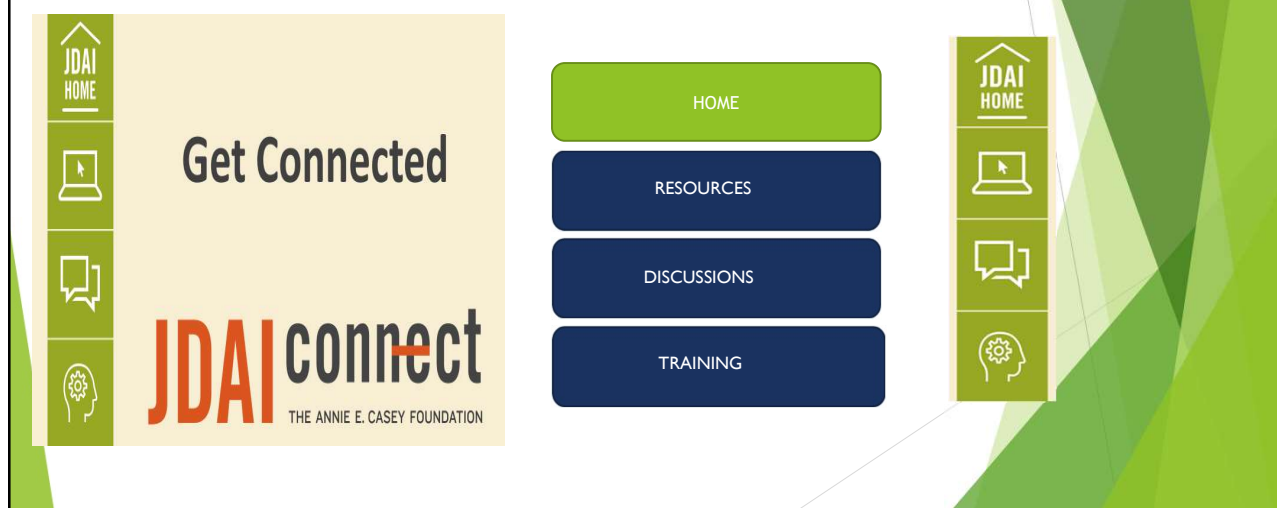 JDAI
HOME
Get Connected
JDAI connect
THE ANNIE E. CASEY FOUNDATION
HOME
RESOURCES
DISCUSSIONS
TRAINING
JDAI
HOME